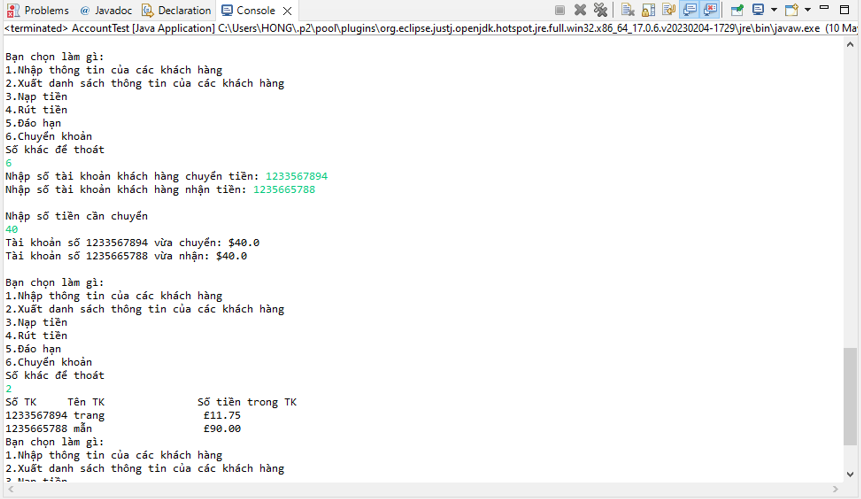 Problems @ Javadoc Declaration Console
<terminated> AccountTest [Java Application] C:\Users\HONG\.p2\pool\plugins\org.eclipse.justj.openjdk.hotspot.jre.full.win32.x86_64_17.0.6.v20230204-1729\jre\bin\javaw.exe (10 May
Bạn chọn làm gì:
1.Nhập thông tin của các khách hàng
2.Xuất danh sách thông tin của các khách hàng
3.Nạp tiền
4.Rút tiền
5.Đáo hạn
6.Chuyển khoản
Số khác để thoát
6
Nhập số tài khoản khách hàng chuyển tiền: 1233567894
Nhập số tài khoản khách hàng nhận tiền: 1235665788
Nhập số tiền cần chuyển
40
Tài khoản số 1233567894 vừa chuyển: $40.0
Tài khoản số 1235665788 vừa nhận: $40.0
Bạn chọn làm gì:
1.Nhập thông tin của các khách hàng
2.Xuất danh sách thông tin của các khách hàng
3.Nạp tiền
4.Rút tiền
5.Đáo hạn
6.Chuyển khoản
Số khác để thoát
2
Số TK Tên TK Số tiền trong TK
1233567894 trang £11.75
1235665788 mẫn £90.00
Bạn chọn làm gì:
1.Nhập thông tin của các khách hàng
2.Xuất danh sách thông tin của các khách hàng
3.Nạp tiền